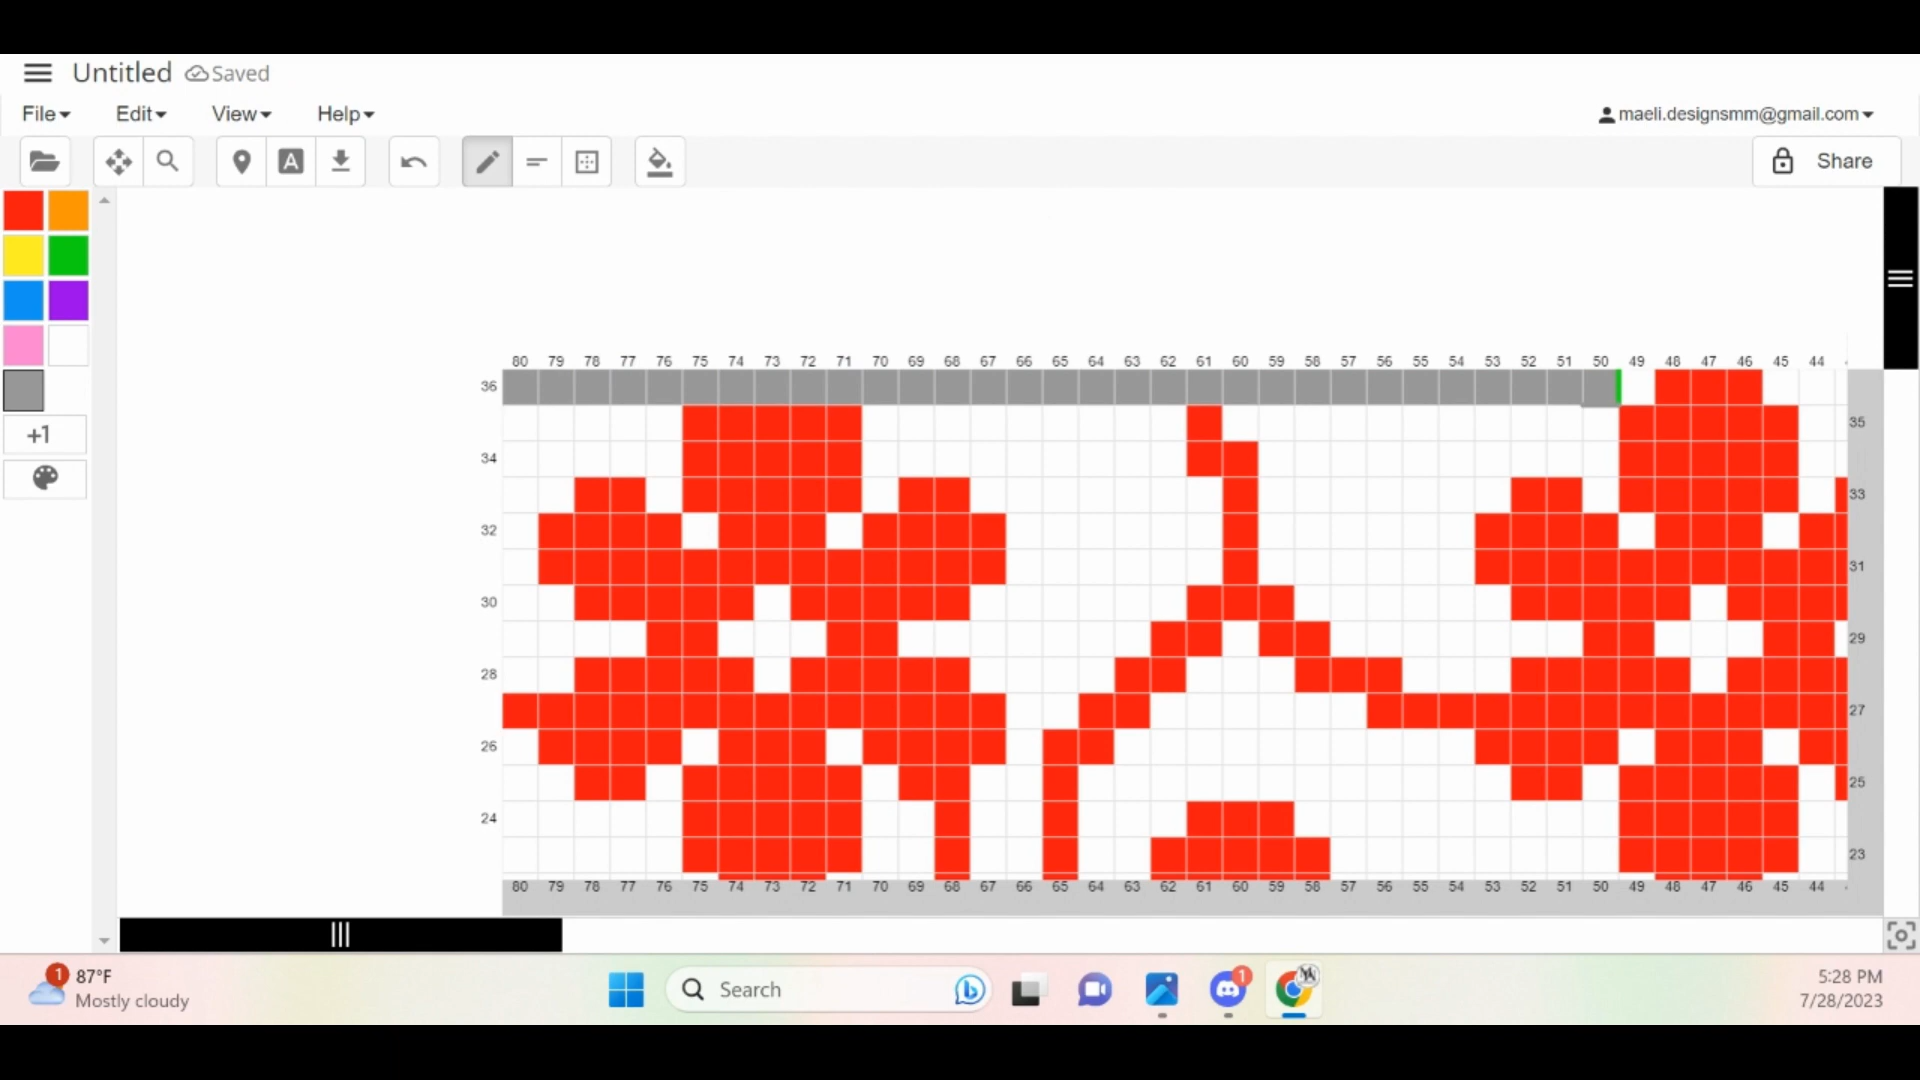 Untitled Saved
File Edit View Help maeli.designsmm@gmail.com
A Share
+1
80 79 78 77 76 75 74 73 72 71 70 69 68 67 66 65 64 63 62 61 60 59 58 57 56 55 54 53 52 51 50 49 48 47 46 45 44
36
35
34
33
32
31
30
29
28
27
26
25
24
23
80 79 78 77 76 75 74 73 72 71 70 69 68 67 66 65 64 63 62 61 60 59 58 57 56 55 54 53 52 51 50 49 48 47 46 45 44
1 87°F
Mostly cloudy
Search
1
5:28 PM
7/28/2023